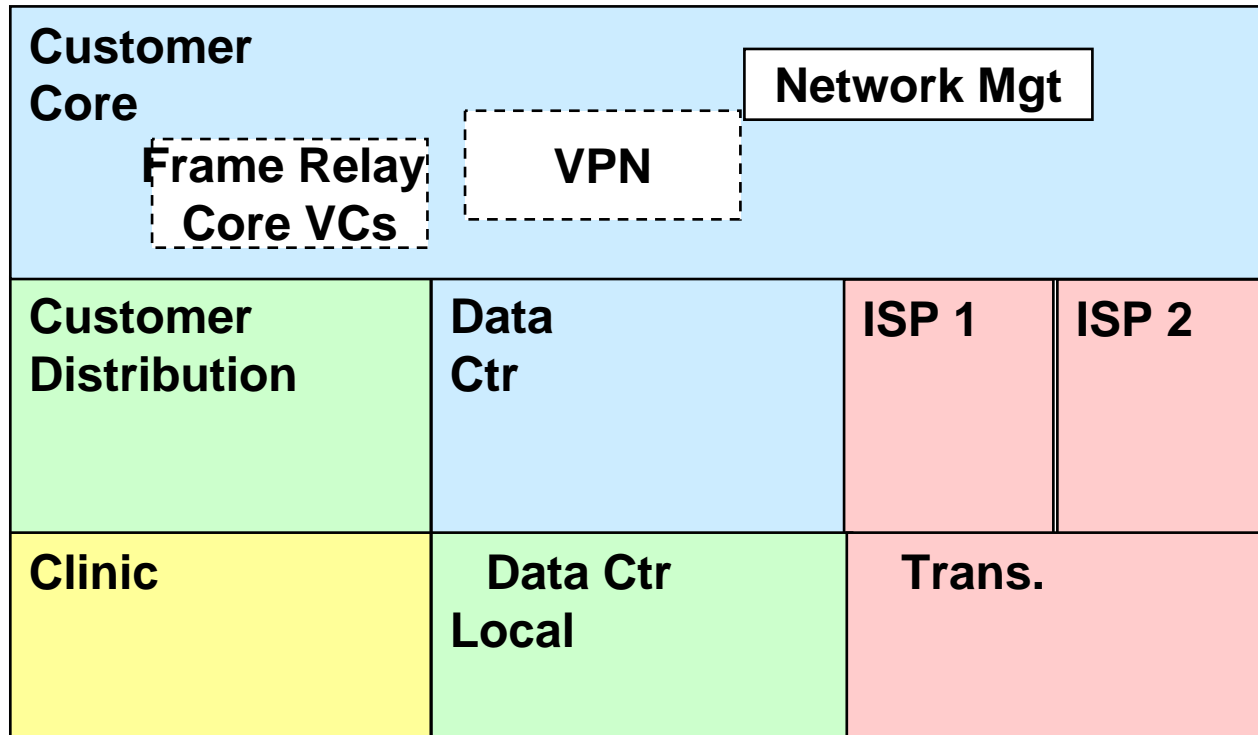 Customer
Core
Network Mgt
Frame Relay
Core VCs
VPN
Customer
Distribution
Data
Ctr
ISP 1
ISP 2
Clinic
Data Ctr
Local
Trans.